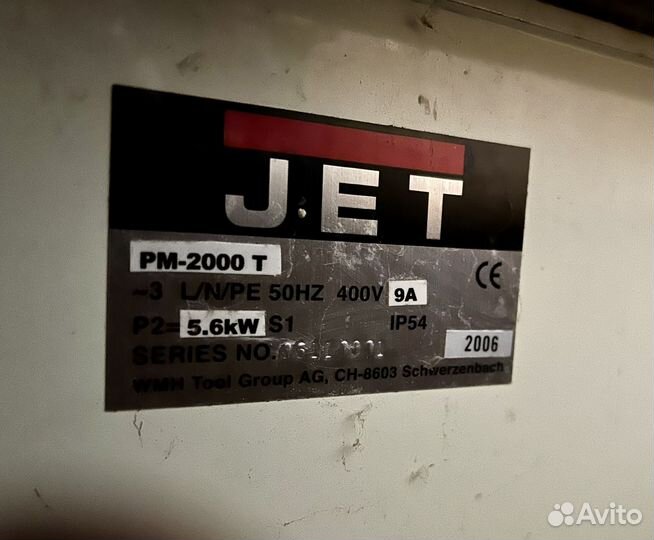 JET
PM-2000 T
CE
~3 L/N/PE 50HZ 400V 9A
P2= 5.6kW S1 IP54
SERIES NO.
2006
WMH Tool Group AG, CH-8603 Schwerzenbach
Avito